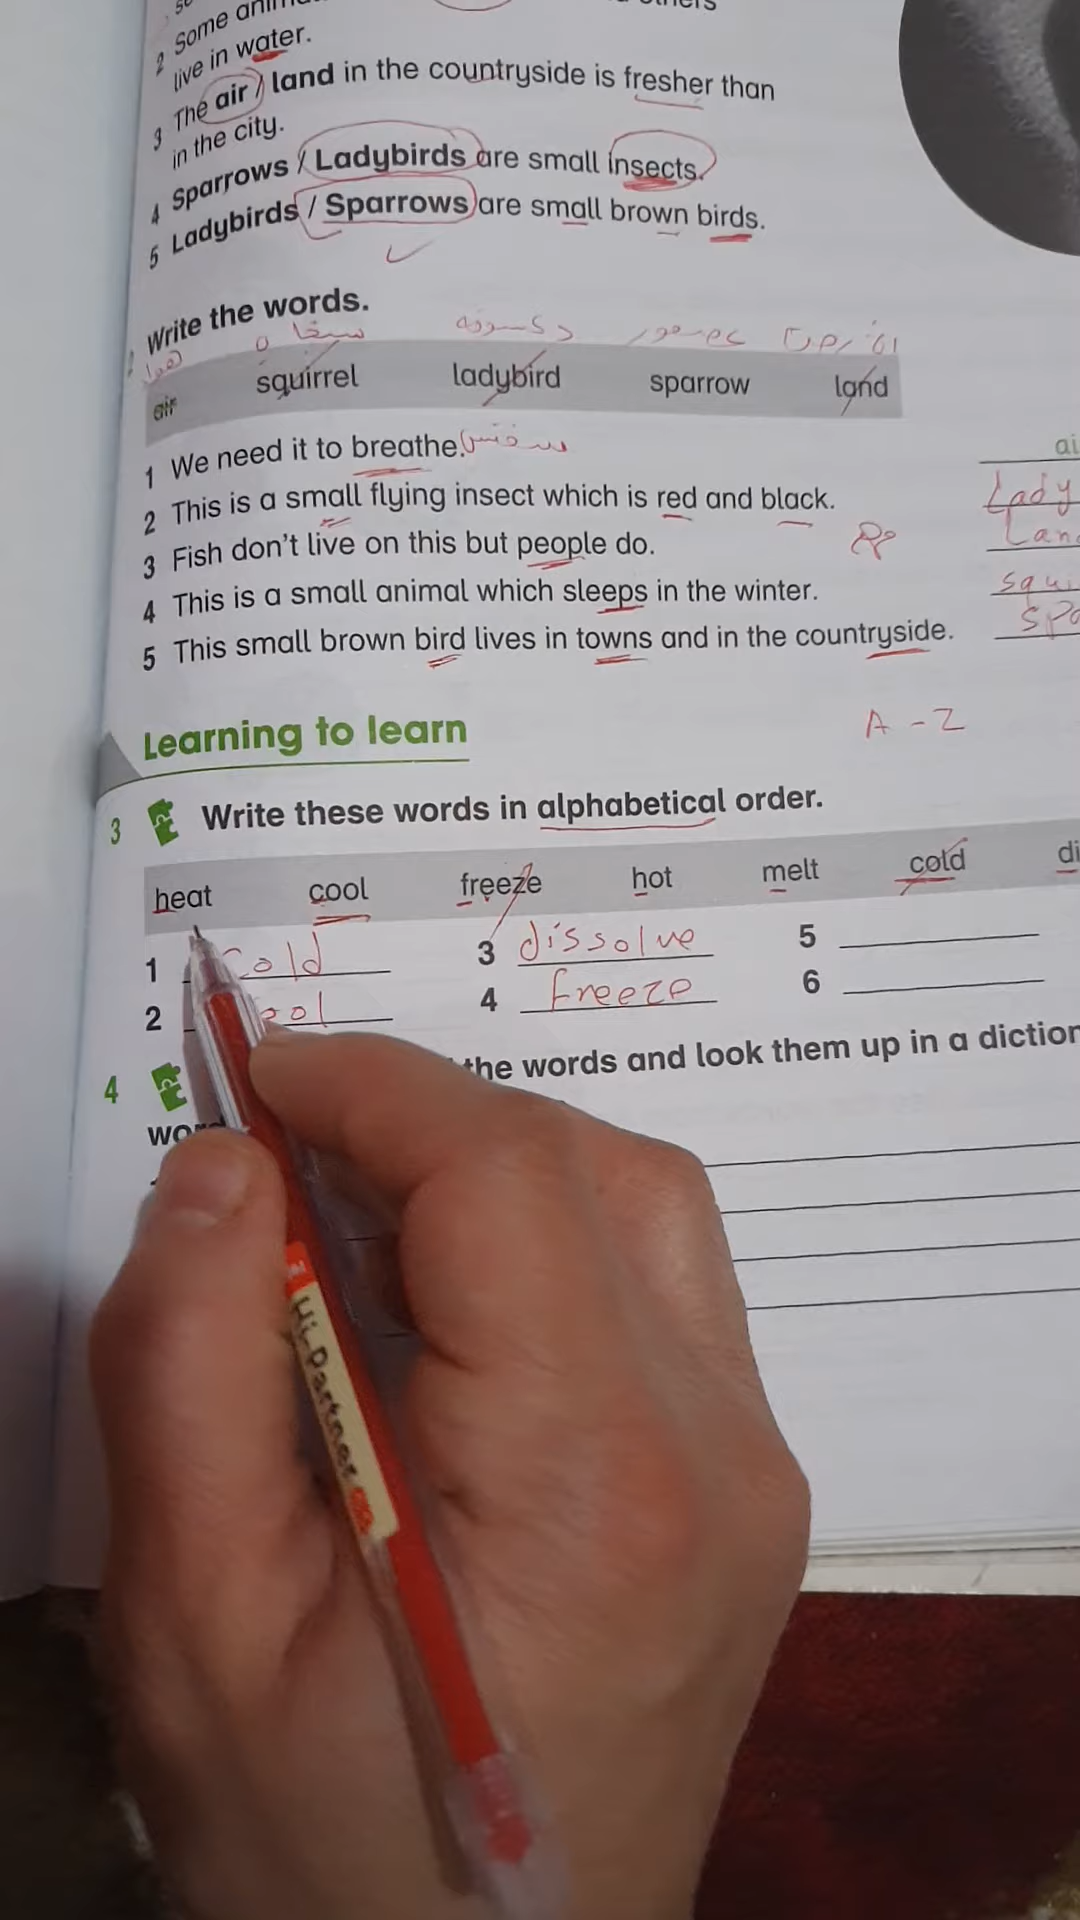 2 Some
live in water.
3 The air / land in the countryside is fresher than
in the city.
4 Sparrows / Ladybirds are small insects.
5 Ladybirds / Sparrows are small brown birds.
Write the words.
air squirrel ladybird sparrow land
1 We need it to breathe.
2 This is a small flying insect which is red and black. Lady
3 Fish don't live on this but people do.
4 This is a small animal which sleeps in the winter.
5 This small brown bird lives in towns and in the countryside.
A - Z
Learning to learn
3 Write these words in alphabetical order.
heat cool freeze hot melt cold di
1 cold 3 dissolve 5
2 4 freeze 6
4 the words and look them up in a diction
Hi-Partner